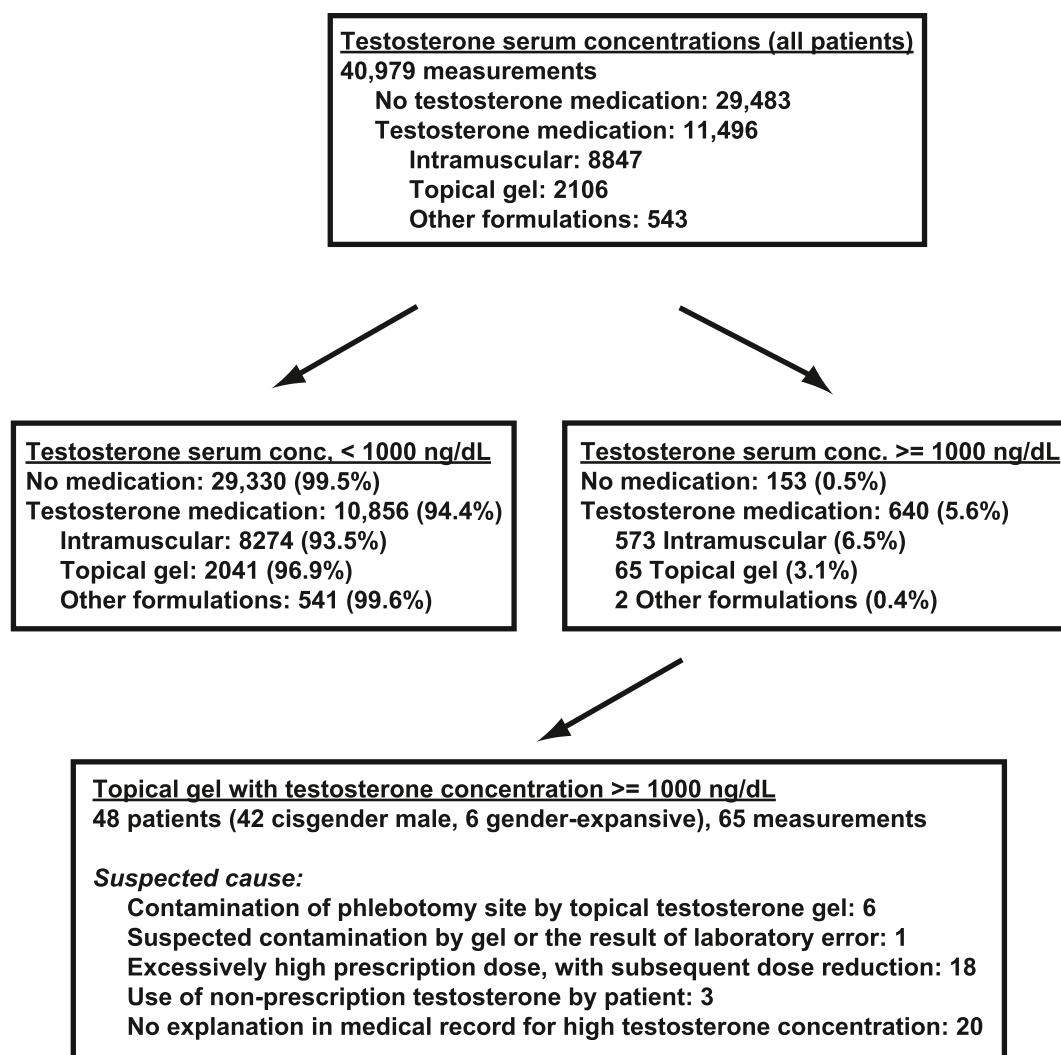 Testosterone serum concentrations (all patients)
40,979 measurements
No testosterone medication: 29,483
Testosterone medication: 11,496
Intramuscular: 8847
Topical gel: 2106
Other formulations: 543
Testosterone serum conc, < 1000 ng/dL
No medication: 29,330 (99.5%)
Testosterone medication: 10,856 (94.4%)
Intramuscular: 8274 (93.5%)
Topical gel: 2041 (96.9%)
Other formulations: 541 (99.6%)
Testosterone serum conc. >= 1000 ng/dL
No medication: 153 (0.5%)
Testosterone medication: 640 (5.6%)
573 Intramuscular (6.5%)
65 Topical gel (3.1%)
2 Other formulations (0.4%)
Topical gel with testosterone concentration >= 1000 ng/dL
48 patients (42 cisgender male, 6 gender-expansive), 65 measurements
Suspected cause:
Contamination of phlebotomy site by topical testosterone gel: 6
Suspected contamination by gel or the result of laboratory error: 1
Excessively high prescription dose, with subsequent dose reduction: 18
Use of non-prescription testosterone by patient: 3
No explanation in medical record for high testosterone concentration: 20